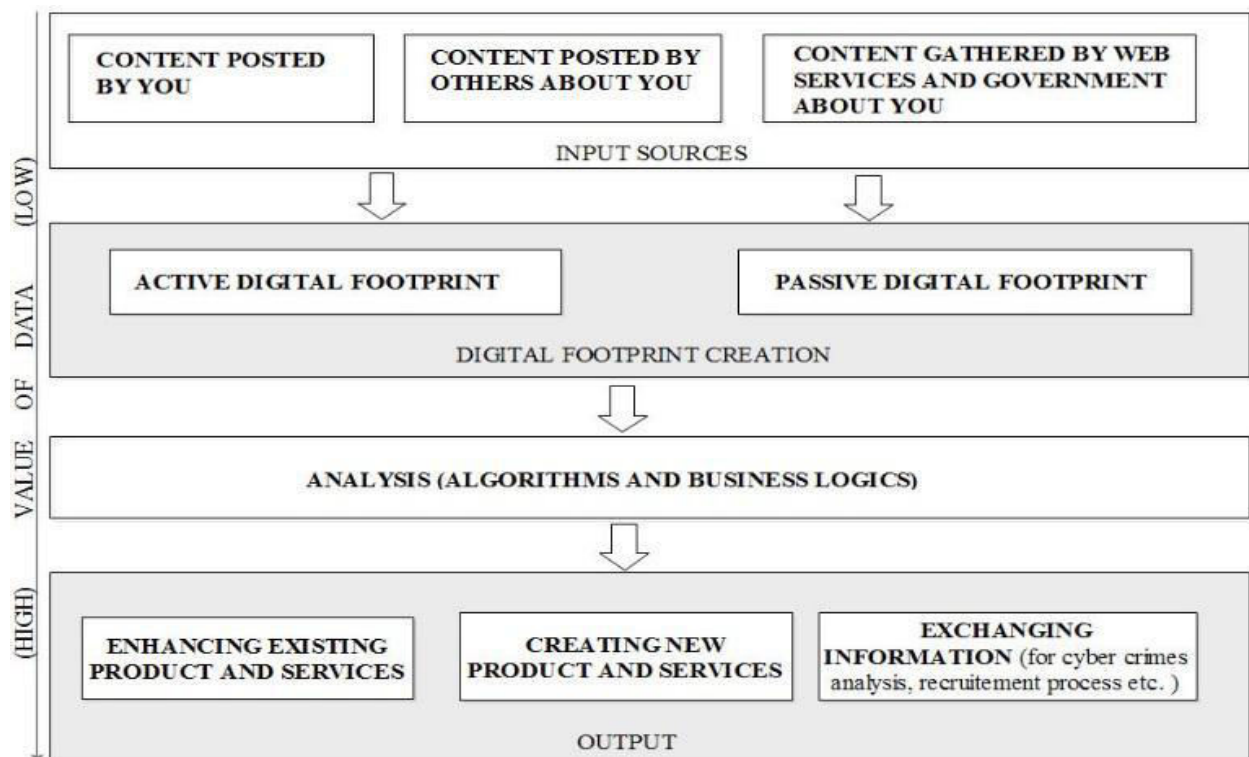 CONTENT POSTED
BY YOU
CONTENT POSTED BY
OTHERS ABOUT YOU
CONTENT GATHERED BY WEB
SERVICES AND GOVERNMENT
ABOUT YOU
INPUT SOURCES
ACTIVE DIGITAL FOOTPRINT
PASSIVE DIGITAL FOOTPRINT
DIGITAL FOOTPRINT CREATION
ANALYSIS (ALGORITHMS AND BUSINESS LOGICS)
ENHANCING EXISTING
PRODUCT AND SERVICES
CREATING NEW
PRODUCT AND SERVICES
EXCHANGING
INFORMATION (for cyber crimes
analysis, recruitement process etc. )
OUTPUT
(HIGH) VALUE OF DATA (LOW)